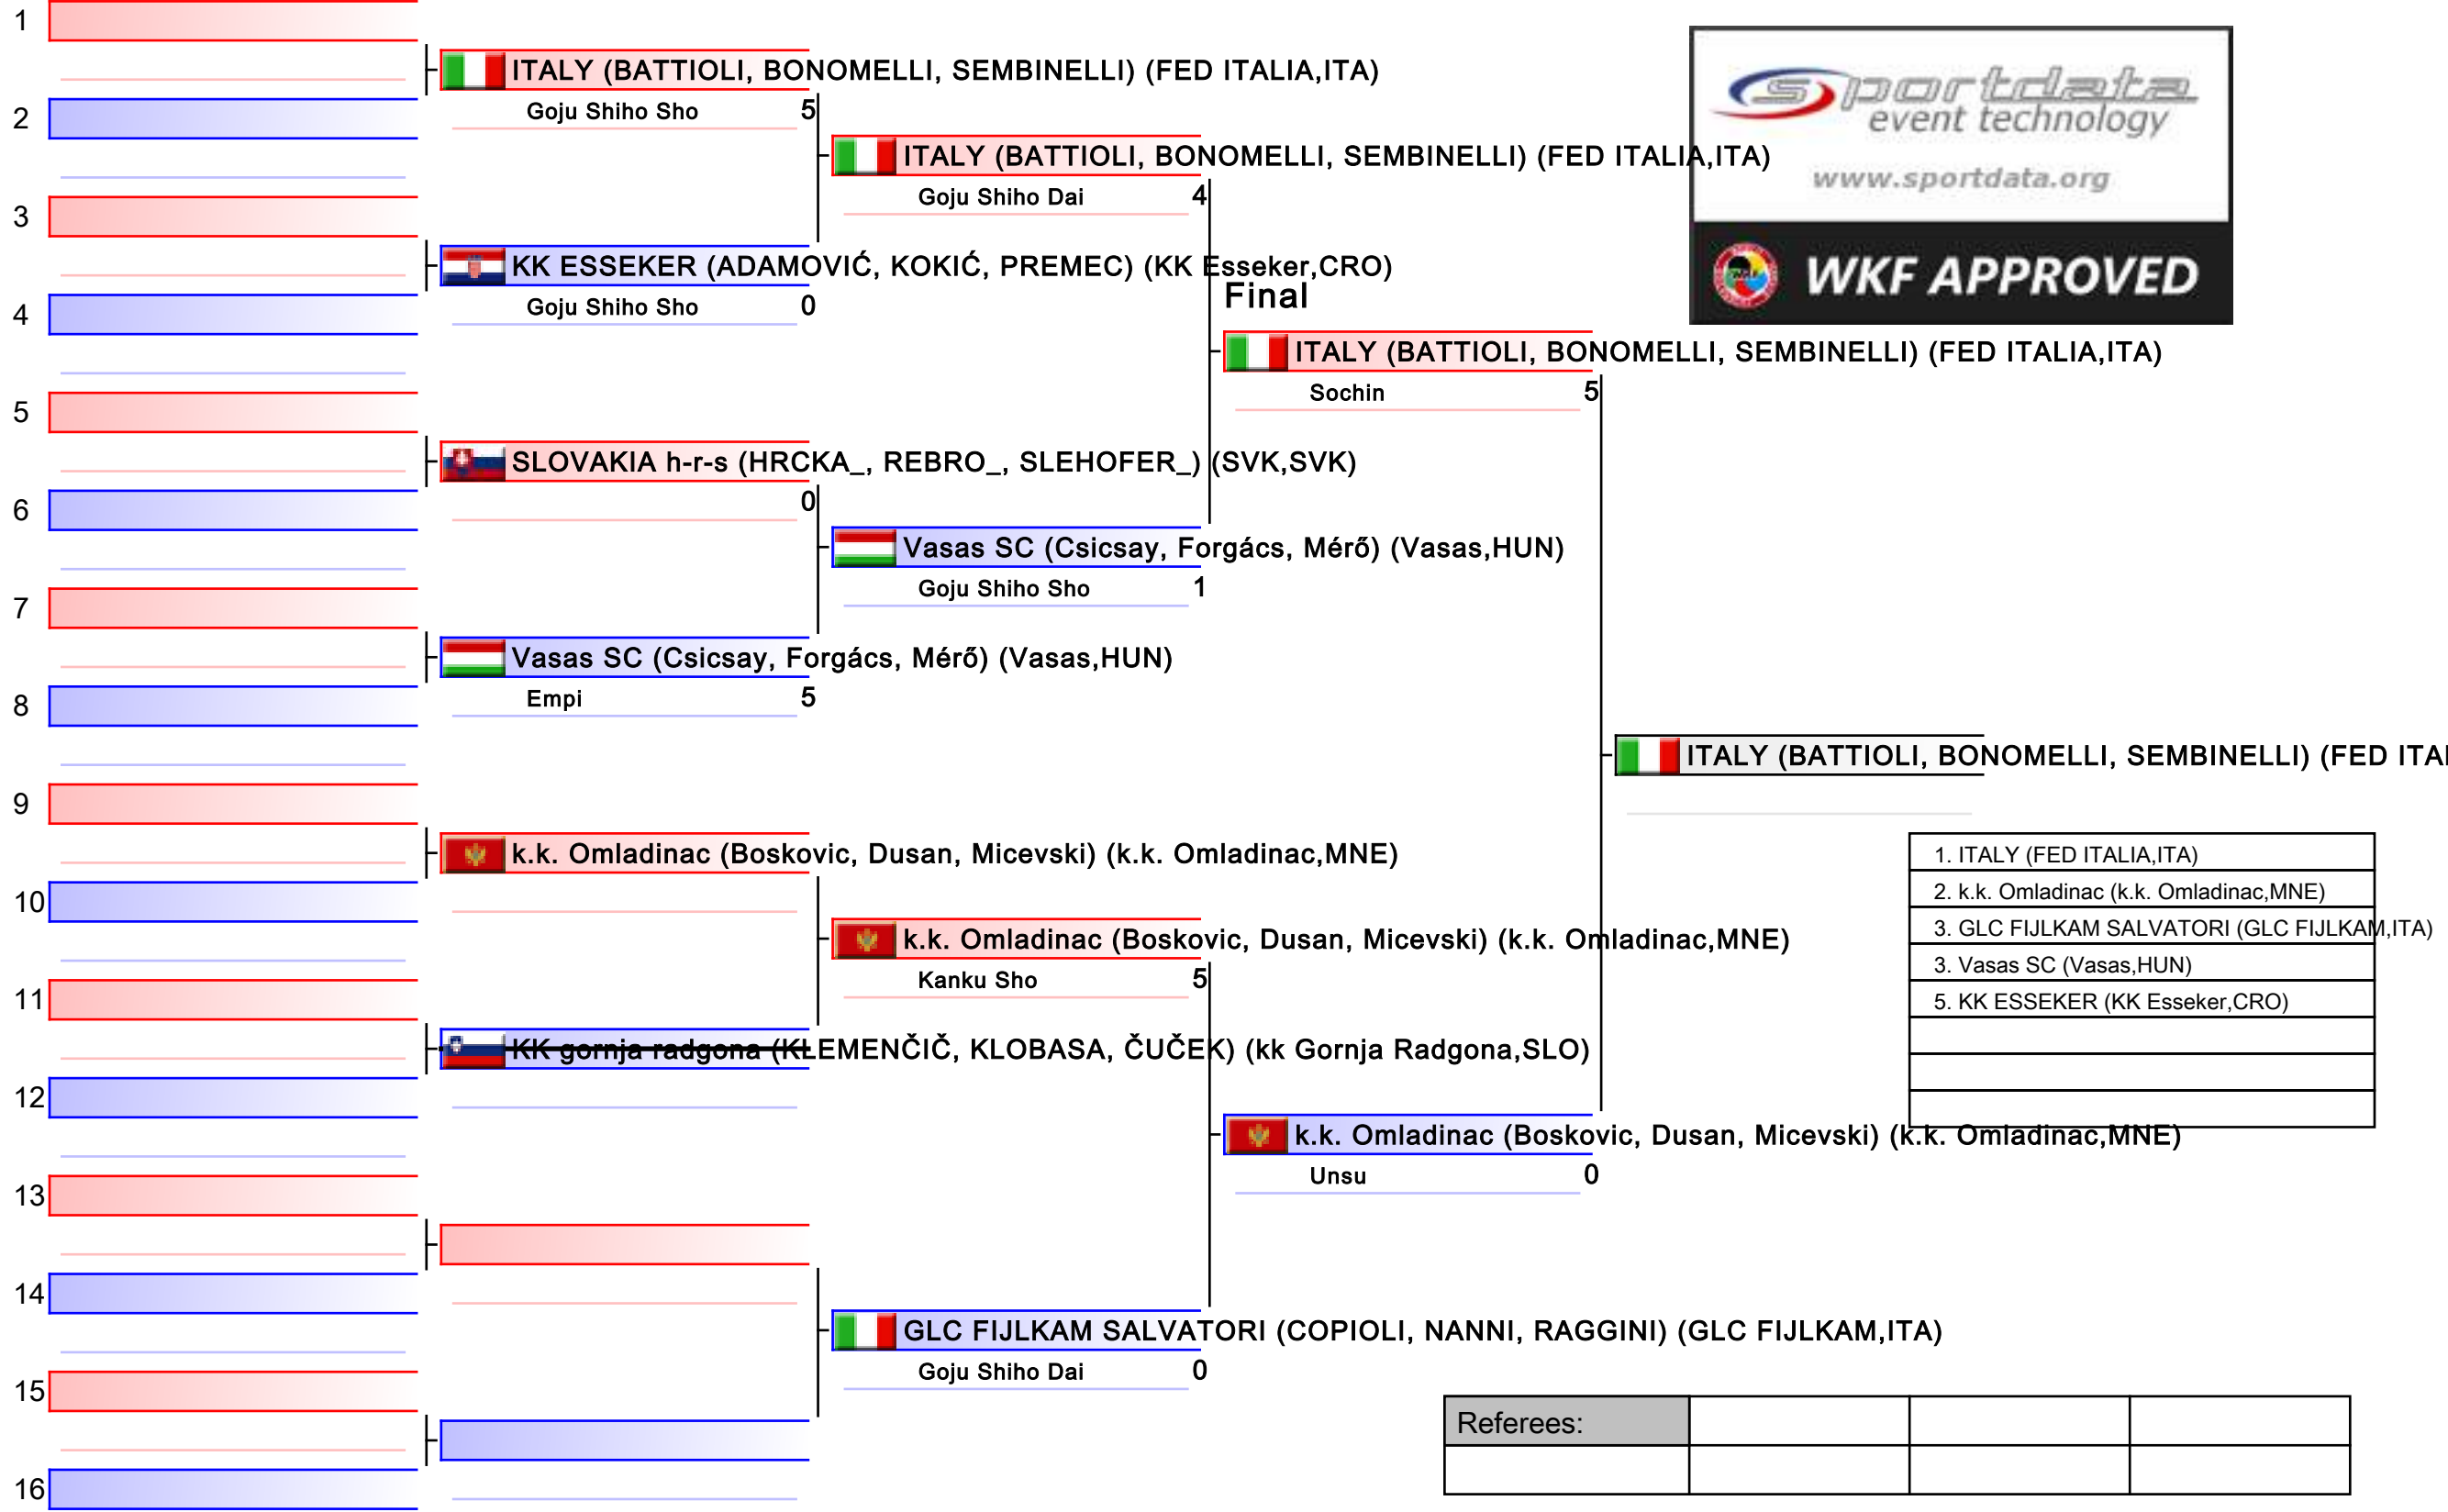 1
2
3
4
5
6
7
8
9
10
11
12
13
14
15
16
ITALY (BATTIOLI, BONOMELLI, SEMBINELLI) (FED ITALIA,ITA)
Goju Shiho Sho 5
KK ESSEKER (ADAMOVIĆ, KOKIĆ, PREMEC) (KK Esseker,CRO)
Goju Shiho Sho 0
SLOVAKIA h-r-s (HRCKA_, REBRO_, SLEHOFER_) (SVK,SVK)
0
Vasas SC (Csicsay, Forgács, Mérő) (Vasas,HUN)
Empi 5
k.k. Omladinac (Boskovic, Dusan, Micevski) (k.k. Omladinac,MNE)
KK gornja radgona (KLEMENČIČ, KLOBASA, ČUČEK) (kk Gornja Radgona,SLO)
ITALY (BATTIOLI, BONOMELLI, SEMBINELLI) (FED ITALIA,ITA)
Goju Shiho Dai 4
Vasas SC (Csicsay, Forgács, Mérő) (Vasas,HUN)
Goju Shiho Sho 1
k.k. Omladinac (Boskovic, Dusan, Micevski) (k.k. Omladinac,MNE)
Kanku Sho 5
GLC FIJLKAM SALVATORI (COPIOLI, NANNI, RAGGINI) (GLC FIJLKAM,ITA)
Goju Shiho Dai 0
Final
ITALY (BATTIOLI, BONOMELLI, SEMBINELLI) (FED ITALIA,ITA)
Sochin 5
k.k. Omladinac (Boskovic, Dusan, Micevski) (k.k. Omladinac,MNE)
Unsu 0
ITALY (BATTIOLI, BONOMELLI, SEMBINELLI) (FED ITAL
sportdata
event technology
www.sportdata.org
WKF APPROVED
1. ITALY (FED ITALIA,ITA)
2. k.k. Omladinac (k.k. Omladinac,MNE)
3. GLC FIJLKAM SALVATORI (GLC FIJLKAM,ITA)
3. Vasas SC (Vasas,HUN)
5. KK ESSEKER (KK Esseker,CRO)
Referees: